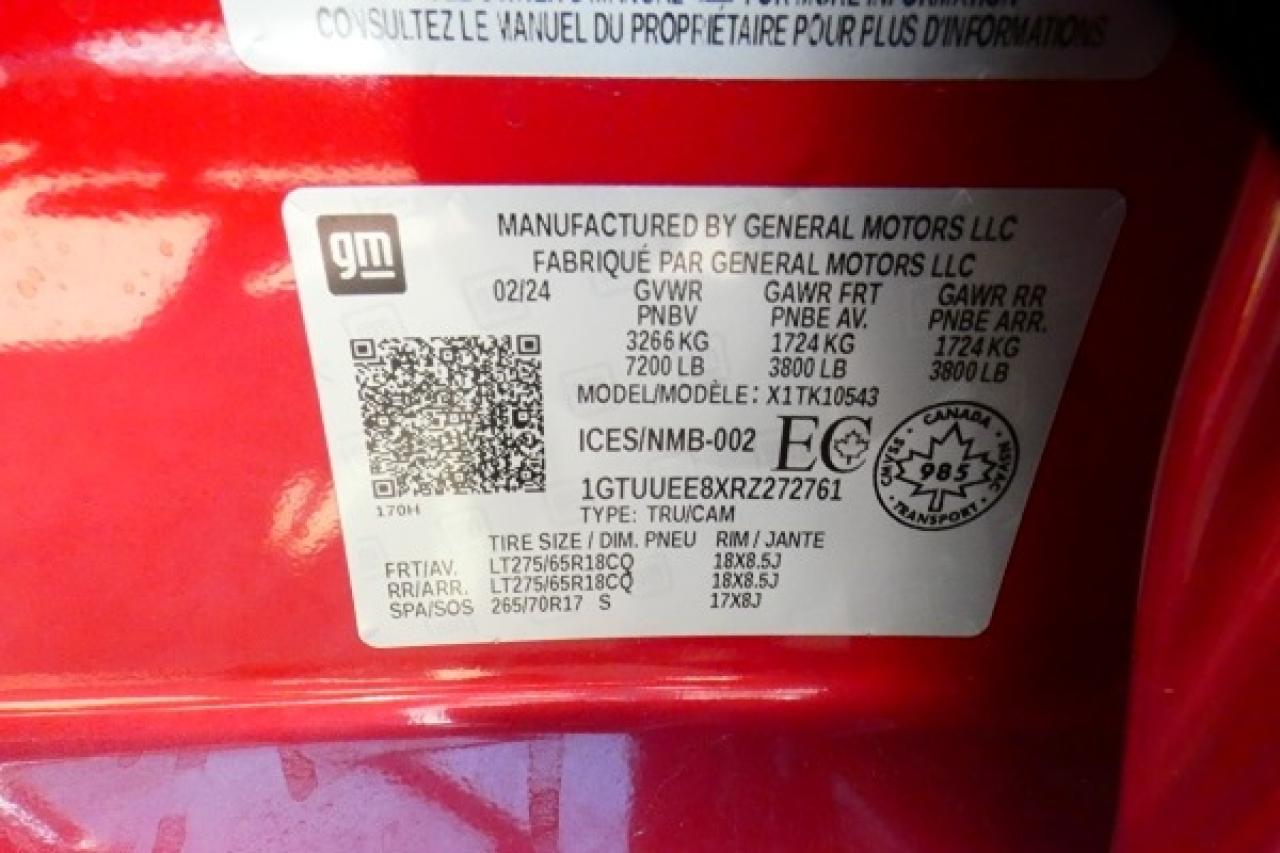 CONSULTEZ LE MANUEL DU PROPRIÉTAIRE POUR PLUS D'INFORMATIONS
gm
MANUFACTURED BY GENERAL MOTORS LLC
FABRIQUÉ PAR GENERAL MOTORS LLC
02/24 GVWR GAWR FRT GAWR RR
PNBV PNBE AV. PNBE ARR.
3266 KG 1724 KG 1724 KG
7200 LB 3800 LB 3800 LB
MODEL/MODÈLE: X1TK10543
ICES/NMB-002 EC
CANADA
CMVSS · NSVAC
985
TRANSPORT
1GTUUEE8XRZ272761
170H
TYPE: TRU/CAM
TIRE SIZE / DIM. PNEU RIM / JANTE
FRT/AV. LT275/65R18CQ 18X8.5J
RR/ARR. LT275/65R18CQ 18X8.5J
SPA/SOS 265/70R17 S 17X8J